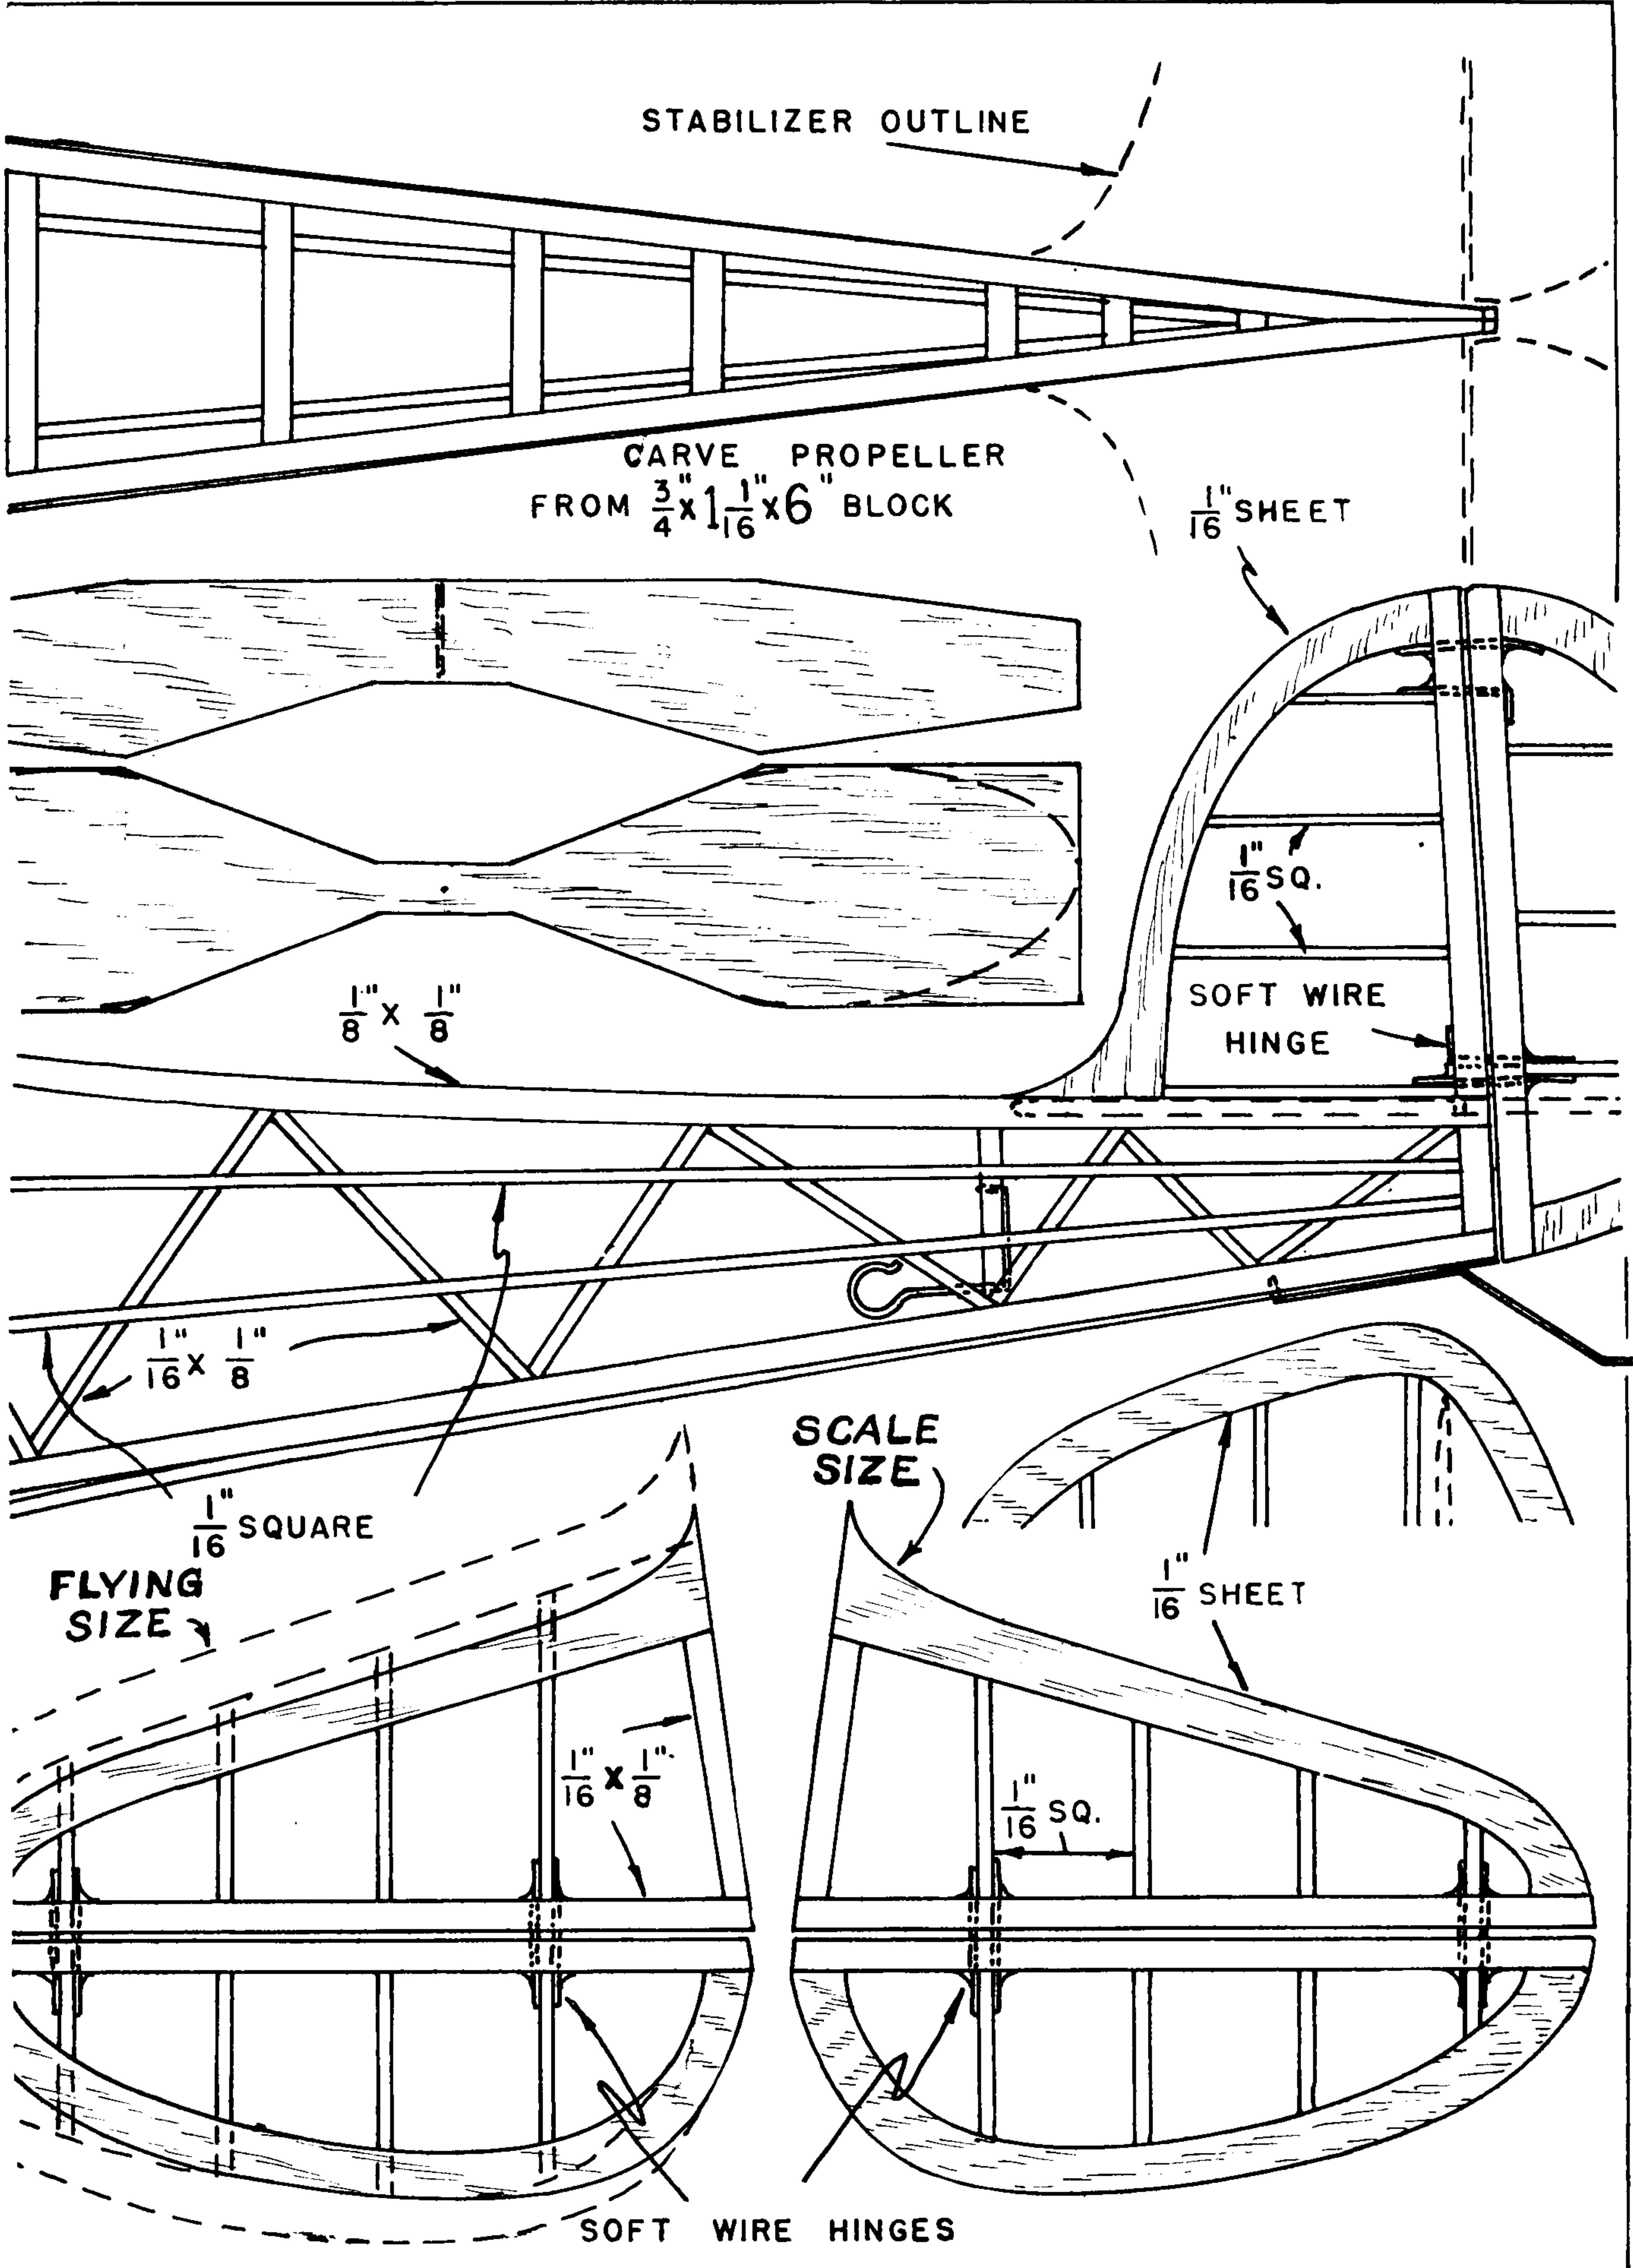 STABILIZER OUTLINE
CARVE PROPELLER
FROM 3/4" x 1 1/16" x 6" BLOCK
1/16" SHEET
1/16" SQ.
SOFT WIRE
HINGE
1/8" x 1/8"
1/16" x 1/8"
1/16" SQUARE
SCALE
SIZE
FLYING
SIZE
1/16" SHEET
1/16" x 1/8"
1/16" SQ.
SOFT WIRE HINGES